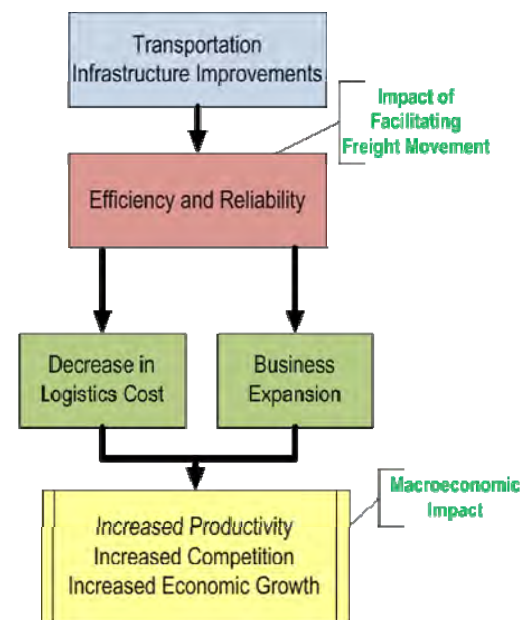 Transportation
Infrastructure Improvements
Impact of
Facilitating
Freight Movement
Efficiency and Reliability
Decrease in
Logistics Cost
Business
Expansion
Macroeconomic
Impact
Increased Productivity
Increased Competition
Increased Economic Growth